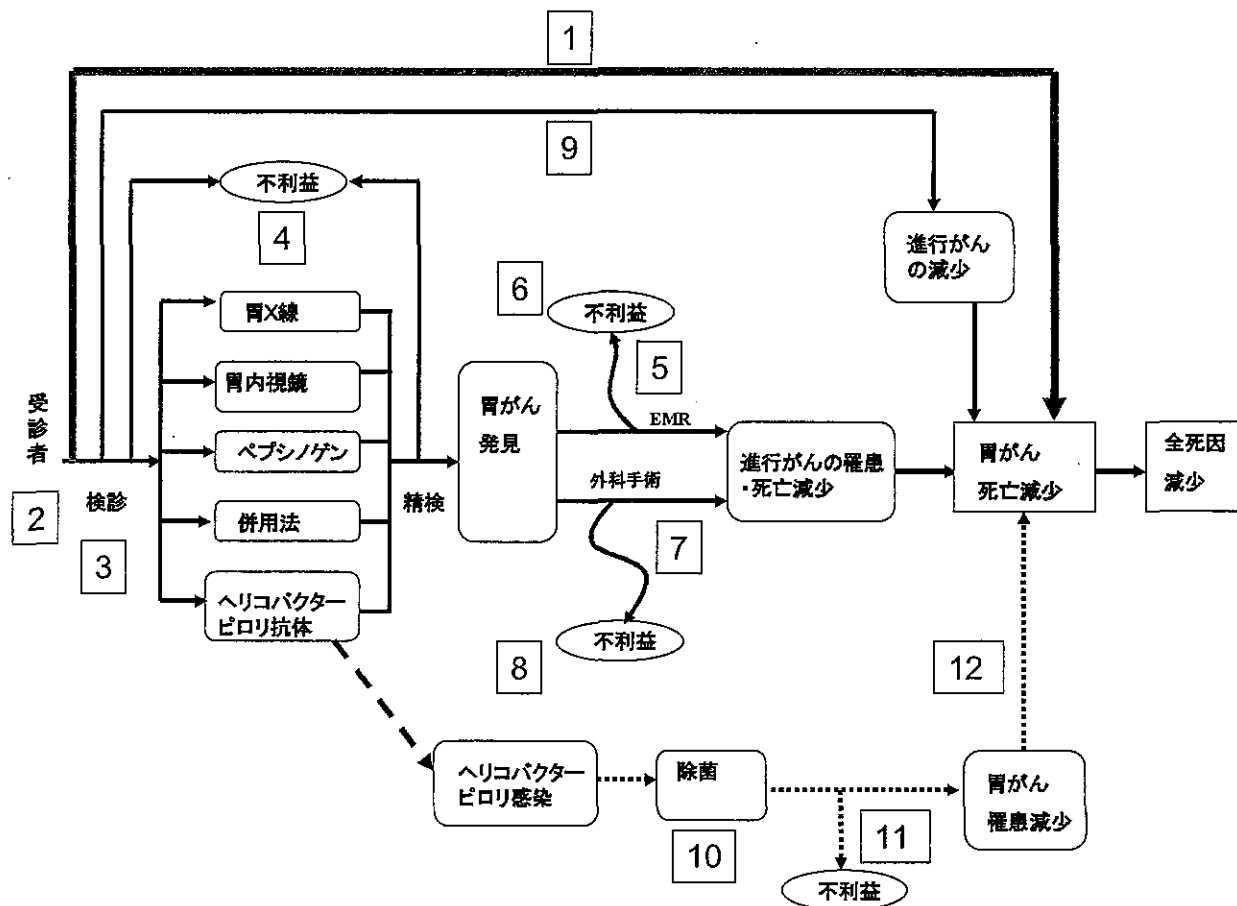 1
9
不利益
4
進行がん
の減少
6
不利益
5
胃X線
胃内視鏡
ペプシノゲン
併用法
ヘリコバクター
ピロリ抗体
受診者
2
検診
3
精検
胃がん
発見
EMR
外科手術
7
不利益
8
進行がんの罹患
・死亡減少
胃がん
死亡減少
全死因
減少
12
ヘリコバクター
ピロリ感染
除菌
10
11
不利益
胃がん
罹患減少